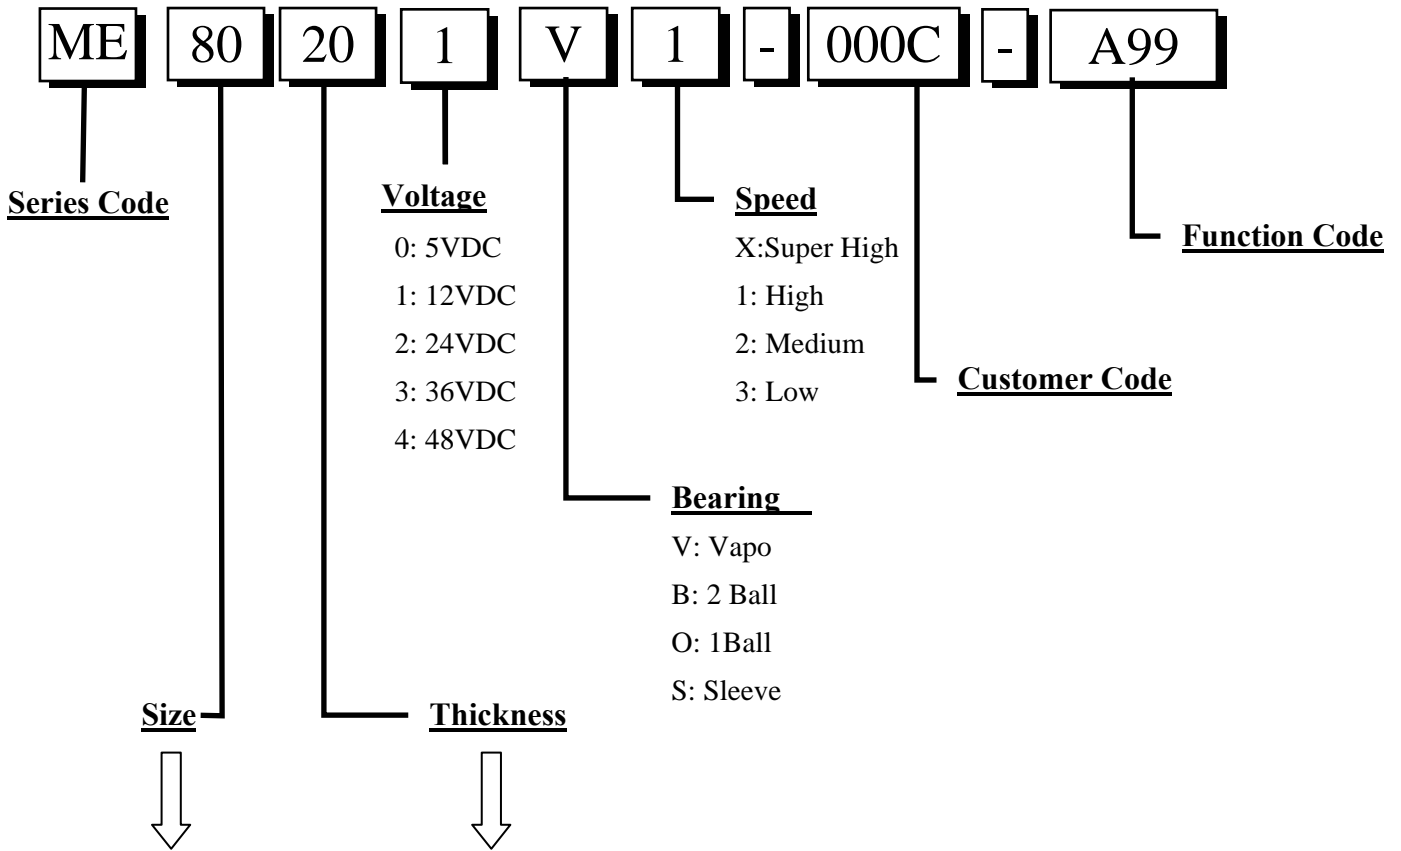 ME 80 20 1 V 1 - 000C - A99
Series Code
Voltage
0: 5VDC
1: 12VDC
2: 24VDC
3: 36VDC
4: 48VDC
Speed
X:Super High
1: High
2: Medium
3: Low
Function Code
Customer Code
Bearing
V: Vapo
B: 2 Ball
O: 1Ball
S: Sleeve
Size
Thickness